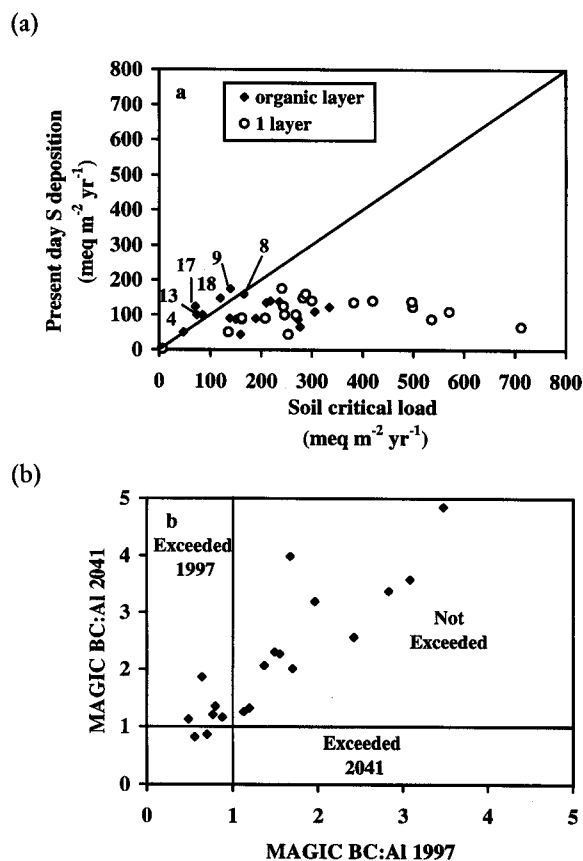 (a)
800
700
600
500
400
300
200
100
0
Present day S deposition
(meq m⁻² yr⁻¹)
a
organic layer
1 layer
9
8
17
18
13
4
0 100 200 300 400 500 600 700 800
Soil critical load
(meq m⁻² yr⁻¹)
(b)
5
4
3
2
1
0
MAGIC BC:Al 2041
b
Exceeded
1997
Not
Exceeded
Exceeded
2041
0 1 2 3 4 5
MAGIC BC:Al 1997